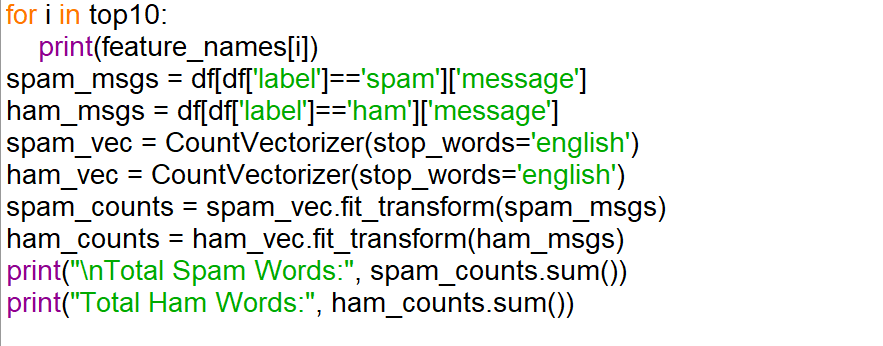 for i in top10:
    print(feature_names[i])
spam_msgs = df[df['label']=='spam']['message']
ham_msgs = df[df['label']=='ham']['message']
spam_vec = CountVectorizer(stop_words='english')
ham_vec = CountVectorizer(stop_words='english')
spam_counts = spam_vec.fit_transform(spam_msgs)
ham_counts = ham_vec.fit_transform(ham_msgs)
print("\nTotal Spam Words:", spam_counts.sum())
print("Total Ham Words:", ham_counts.sum())